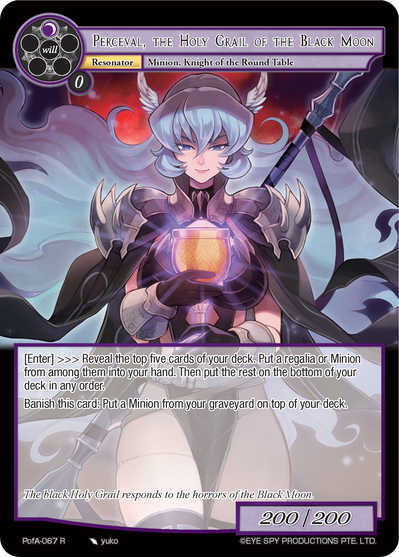 Perceval, the Holy Grail of the Black Moon
will
Resonator
Minion, Knight of the Round Table
0
[Enter] >>> Reveal the top five cards of your deck. Put a regalia or Minion
from among them into your hand. Then put the rest on the bottom of your
deck in any order.
Banish this card: Put a Minion from your graveyard on top of your deck.
The black Holy Grail responds to the horrors of the Black Moon.
200/200
PofA-067 R yuko
©EYE SPY PRODUCTIONS PTE. LTD.